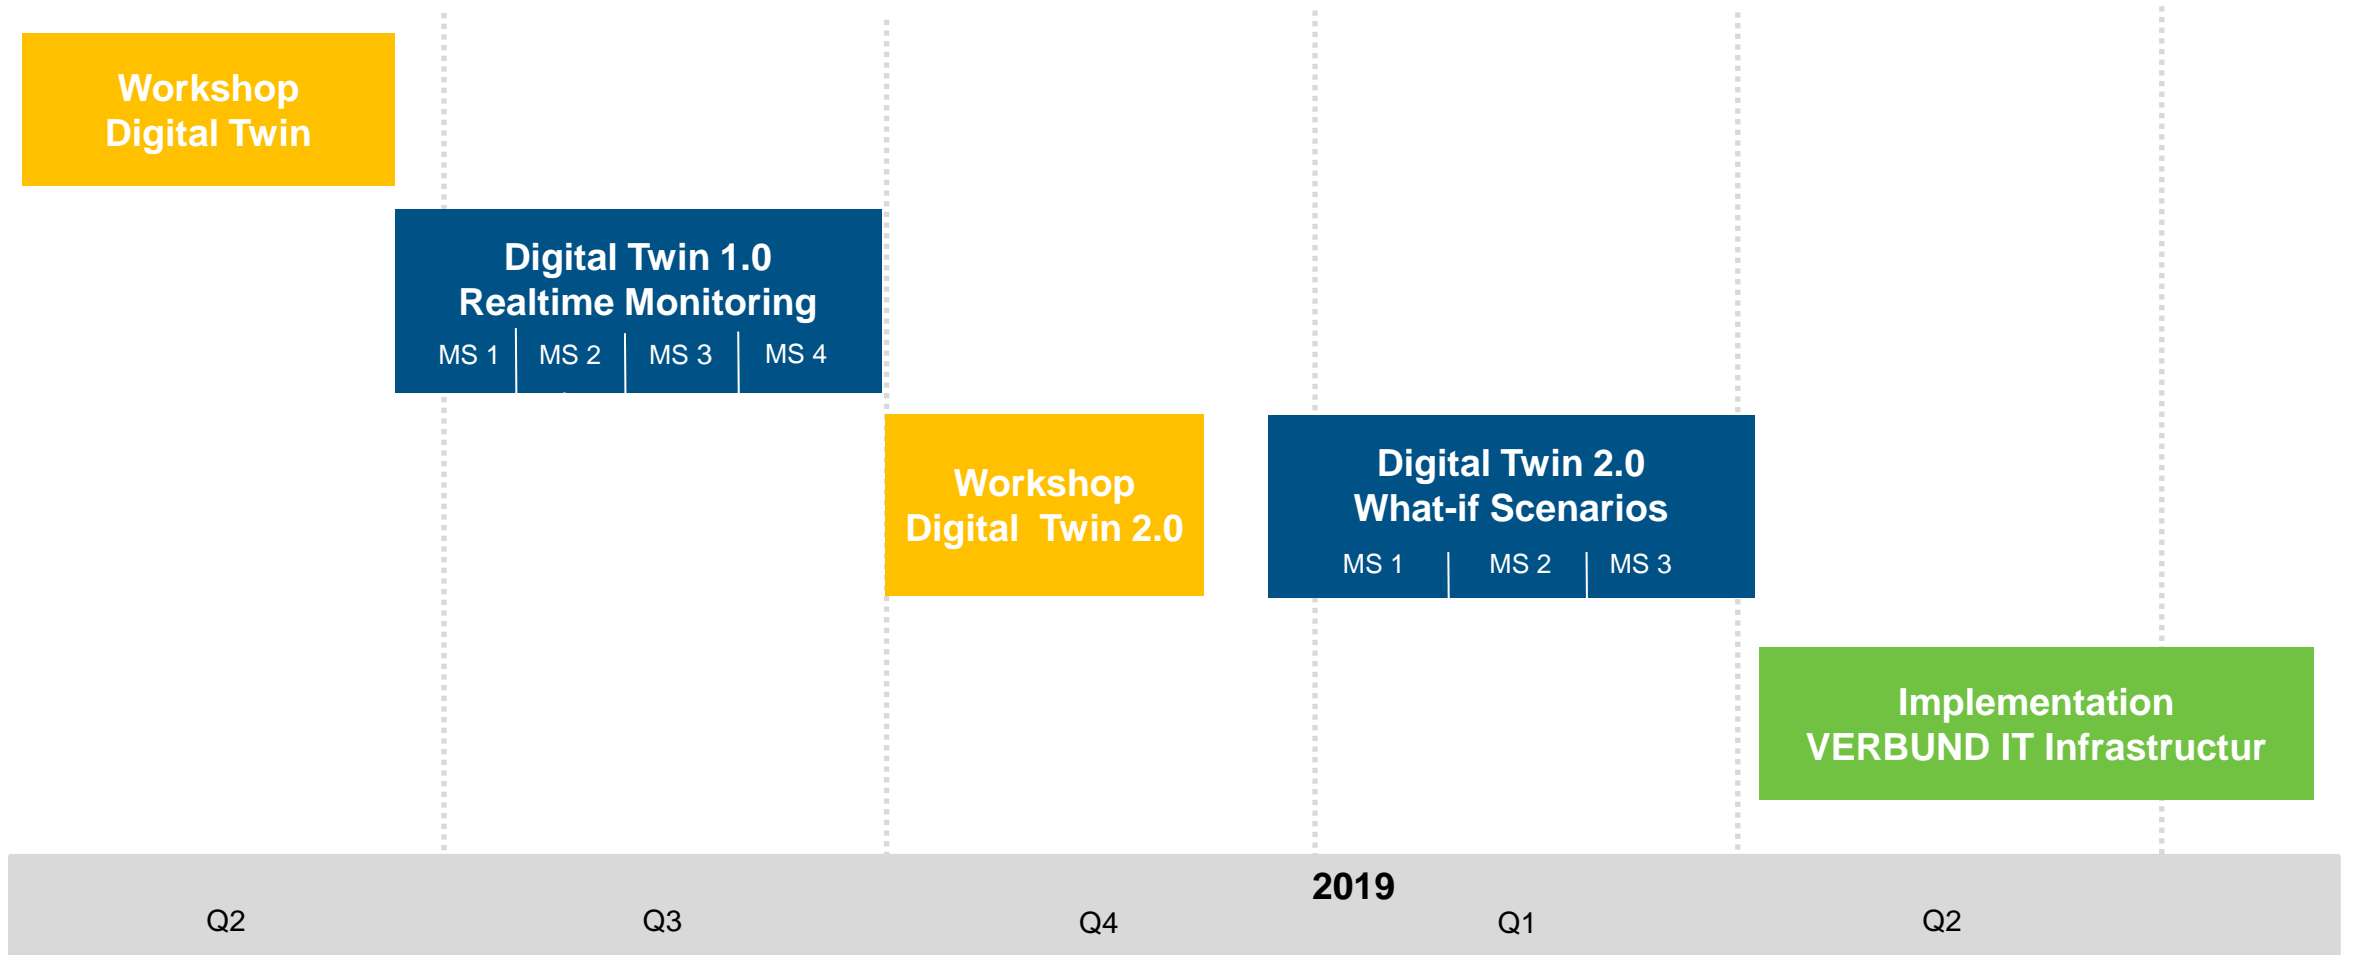 Workshop
Digital Twin
Digital Twin 1.0
Realtime Monitoring
MS 1 MS 2 MS 3 MS 4
Workshop
Digital  Twin 2.0
Digital Twin 2.0
What-if Scenarios
MS 1 MS 2 MS 3
Implementation
VERBUND IT Infrastructur
2019
Q2 Q3 Q4 Q1 Q2